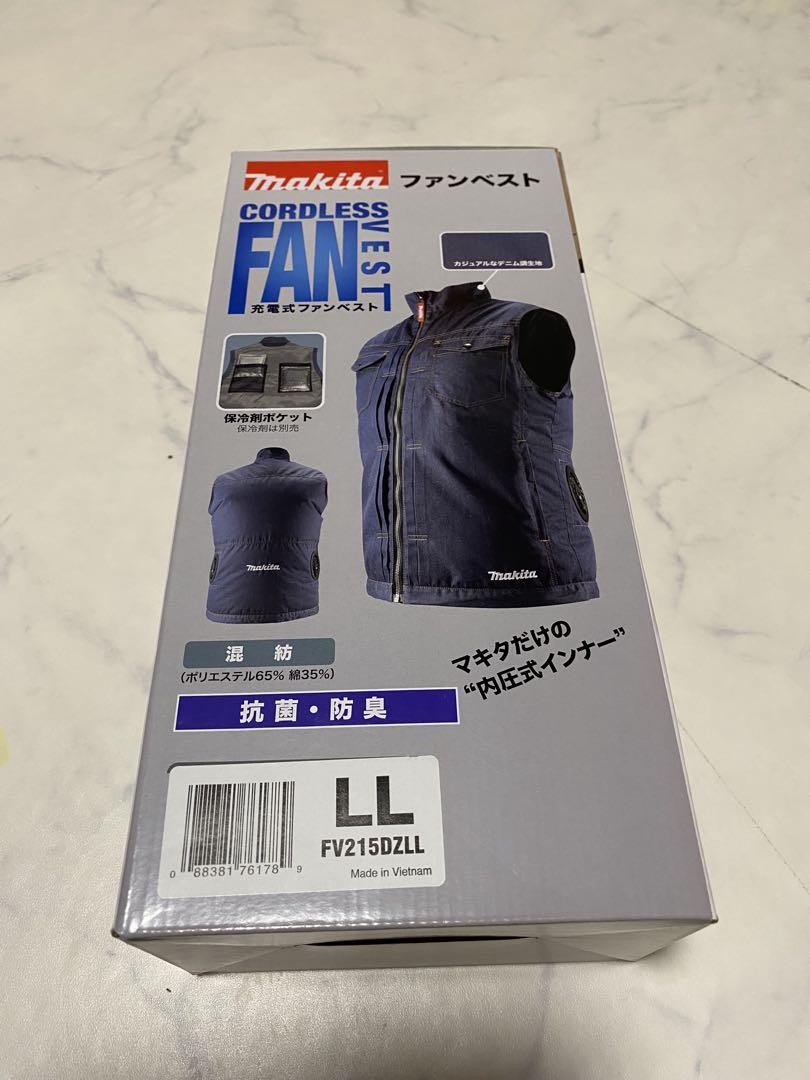 makita ファンベスト
CORDLESS
FAN
VEST
充電式ファンベスト
カジュアルなデニム調生地
makita
保冷剤ポケット
保冷剤は別売
makita
makita
混紡
(ポリエステル65% 綿35%)
マキタだけの
“内圧式インナー”
抗菌・防臭
LL
FV215DZLL
Made in Vietnam
0 88381 76178 9